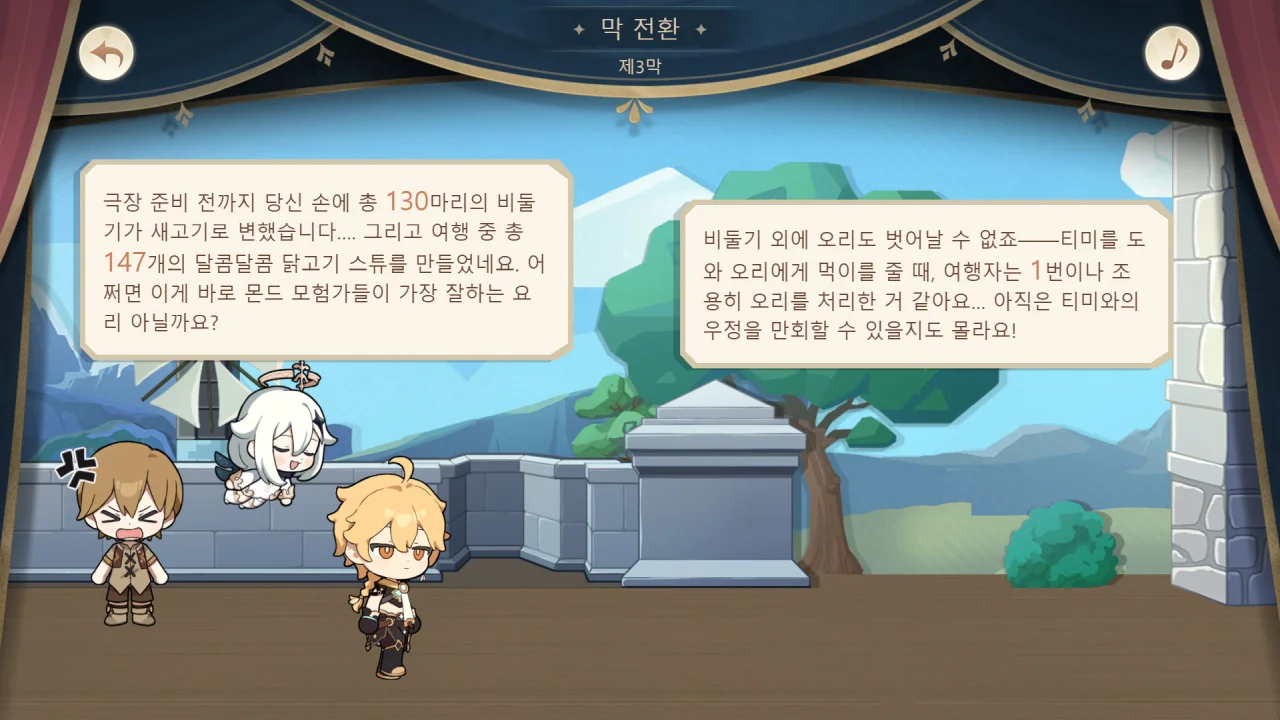 막 전환
제3막
극장 준비 전까지 당신 손에 총 130마리의 비둘
기가 새고기로 변했습니다.... 그리고 여행 중 총
147개의 달콤달콤 닭고기 스튜를 만들었네요. 어
쩌면 이게 바로 몬드 모험가들이 가장 잘하는 요
리 아닐까요?
비둘기 외에 오리도 벗어날 수 없죠——티미를 도
와 오리에게 먹이를 줄 때, 여행자는 1번이나 조
용히 오리를 처리한 거 같아요... 아직은 티미와의
우정을 만회할 수 있을지도 몰라요!